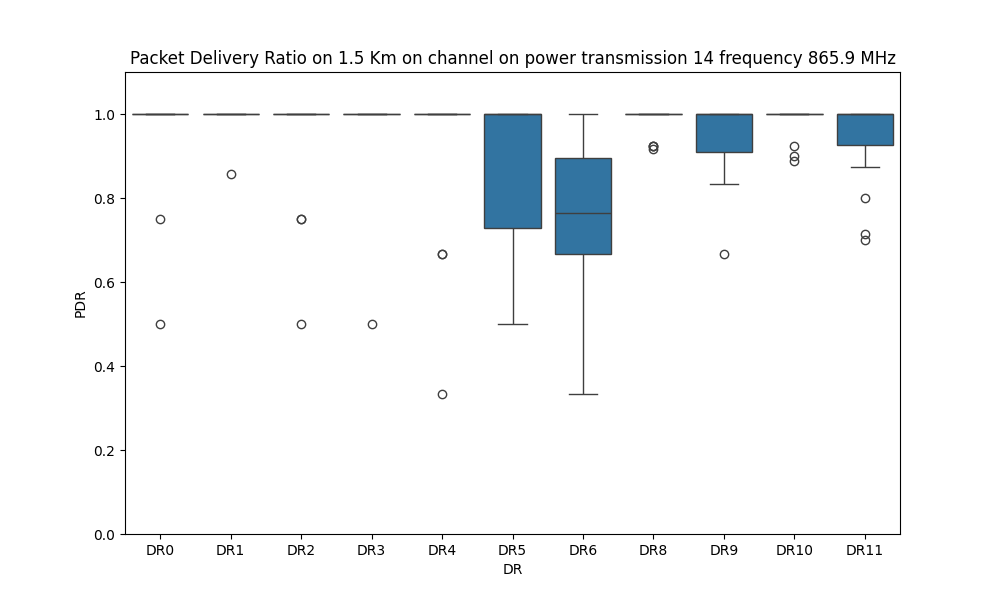 Packet Delivery Ratio on 1.5 Km on channel on power transmission 14 frequency 865.9 MHz
1.0
0.8
0.6
0.4
0.2
0.0
PDR
DR0 DR1 DR2 DR3 DR4 DR5 DR6 DR8 DR9 DR10 DR11
DR